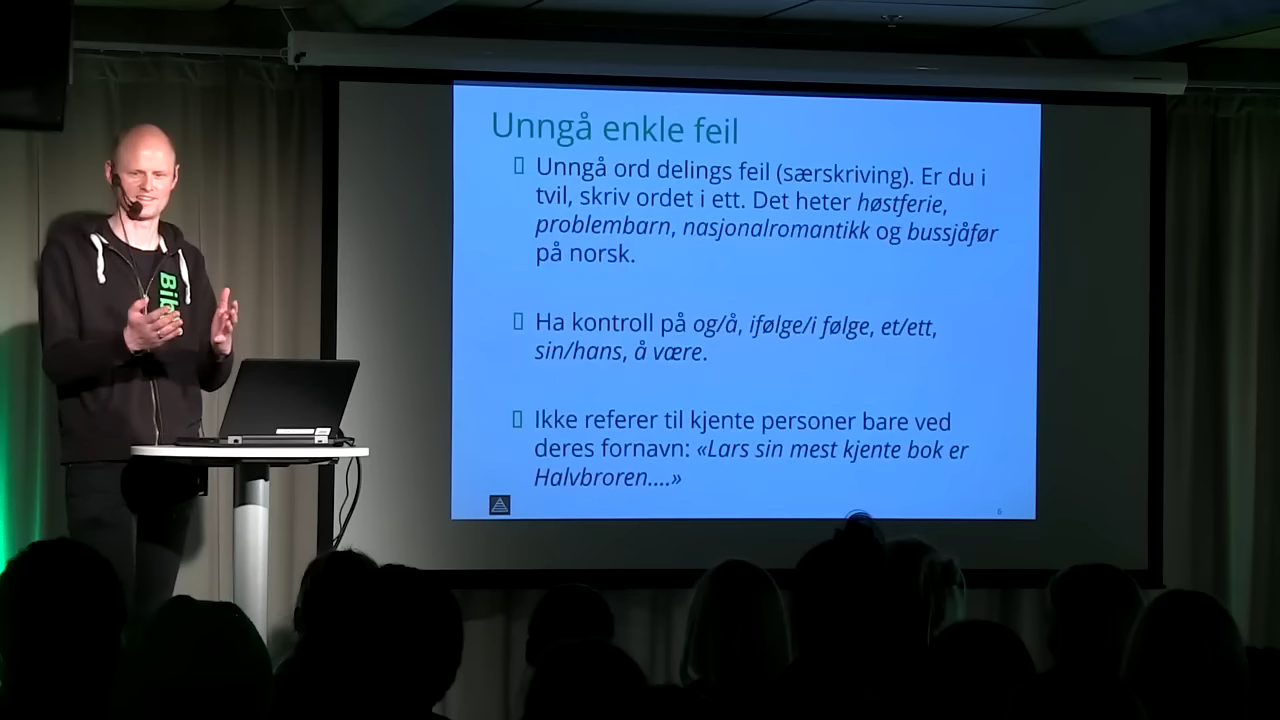 Unngå enkle feil
Unngå ord delings feil (særskriving). Er du i
tvil, skriv ordet i ett. Det heter høstferie,
problembarn, nasjonalromantikk og bussjåfør
på norsk.
Ha kontroll på og/å, ifølge/i følge, et/ett,
sin/hans, å være.
Ikke referer til kjente personer bare ved
deres fornavn: «Lars sin mest kjente bok er
Halvbroren....»
6
Bib